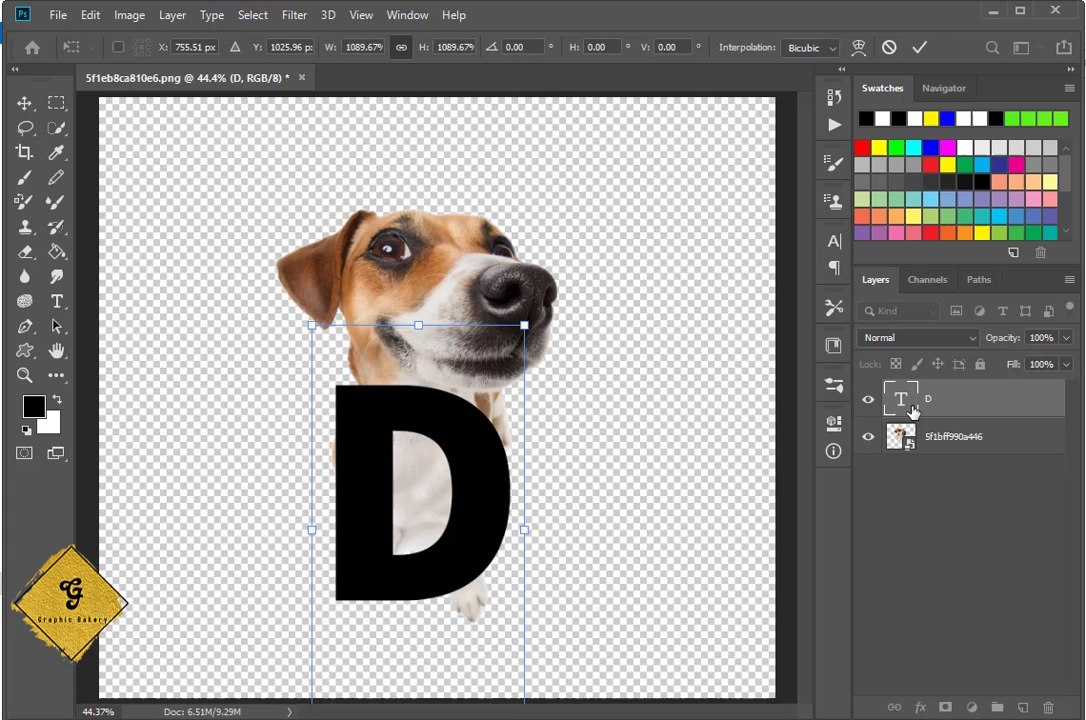 Ps File Edit Image Layer Type Select Filter 3D View Window Help
X: 755.51 px Y: 1025.96 px W: 1089.67% H: 1089.67% 0.00 ° H: 0.00 ° V: 0.00 ° Interpolation: Bicubic
5f1eb8ca810e6.png @ 44.4% (D, RGB/8) * ×
Swatches Navigator
Layers Channels Paths
Kind
Normal Opacity: 100%
Lock: Fill: 100%
T D
5f1bff990a446
D
G
Graphic Bakery
44.37% Doc: 6.51M/9.29M
fx